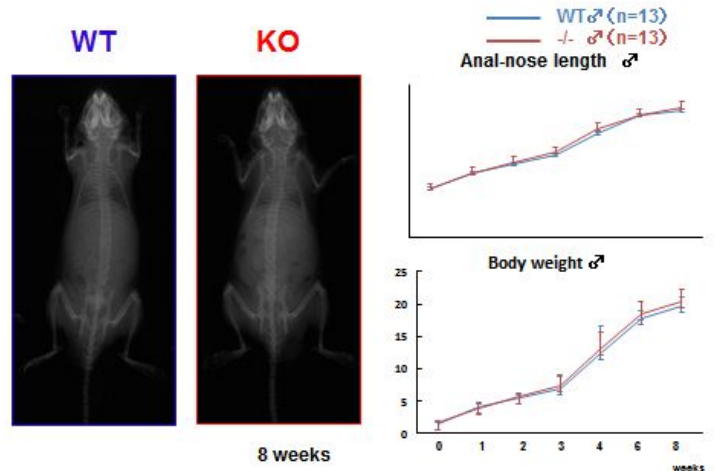 WT
KO
8 weeks
WT♂(n=13)
-/- ♂(n=13)
Anal-nose length ♂
Body weight ♂
25
20
15
10
5
0
0 1 2 3 4 6 8
weeks